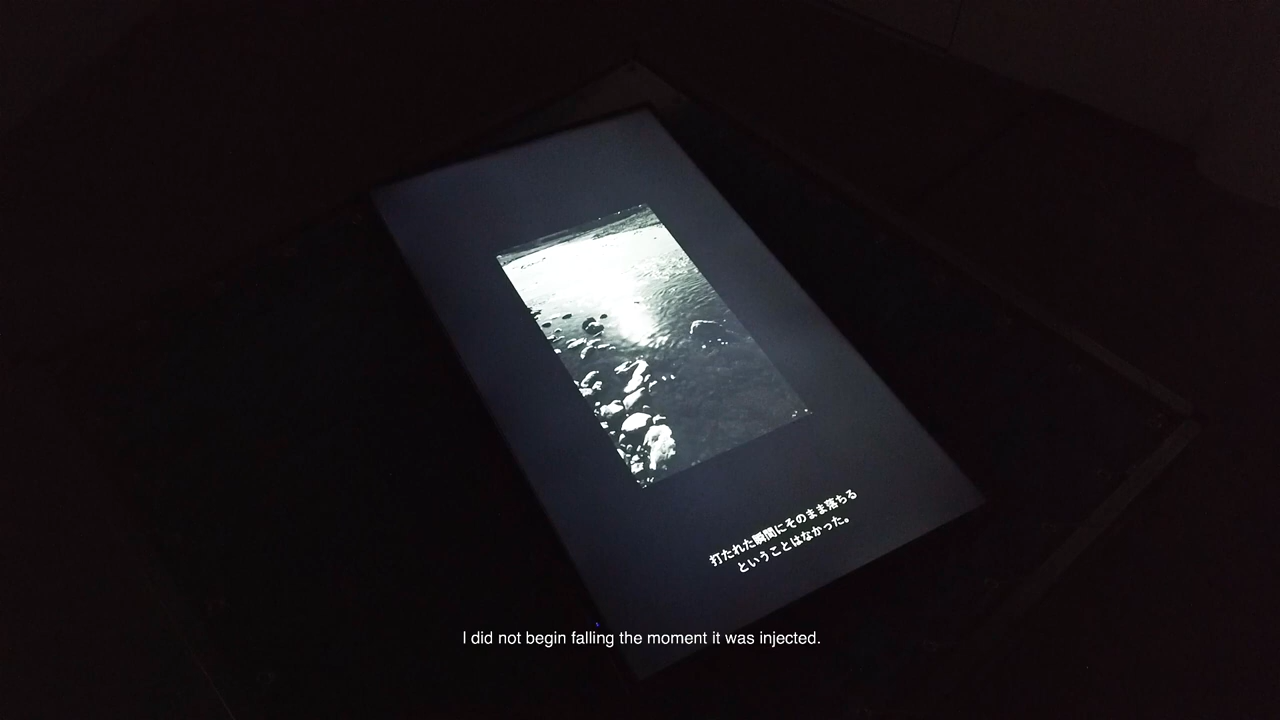 打たれた瞬間にそのまま落ちる
ということはなかった。
I did not begin falling the moment it was injected.